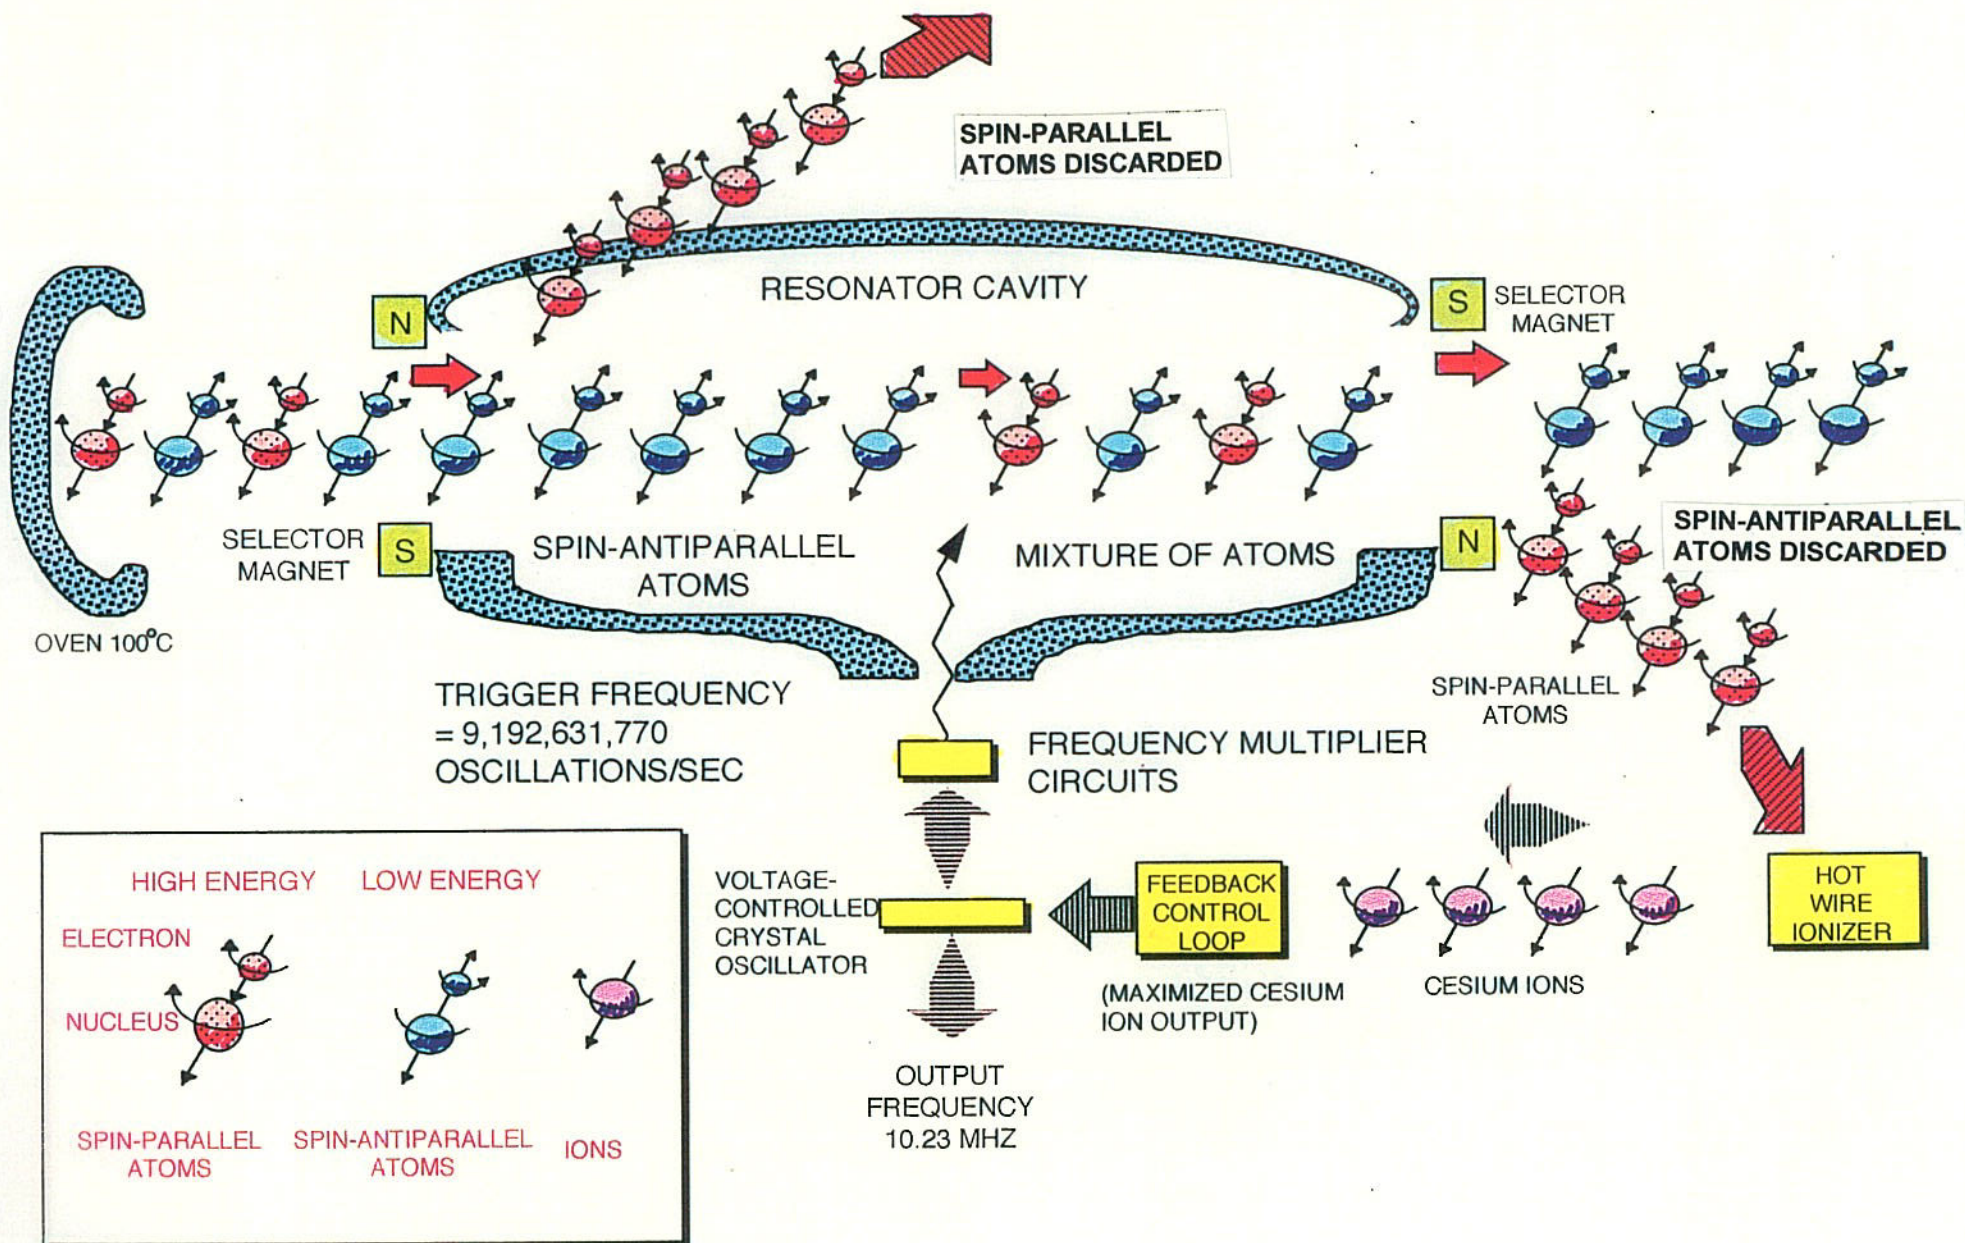 SPIN-PARALLEL
ATOMS DISCARDED
RESONATOR CAVITY
N
S
SELECTOR
MAGNET
SELECTOR
MAGNET
S
SPIN-ANTIPARALLEL
ATOMS
MIXTURE OF ATOMS
N
SPIN-ANTIPARALLEL
ATOMS DISCARDED
OVEN 100°C
SPIN-PARALLEL
ATOMS
TRIGGER FREQUENCY
= 9,192,631,770
OSCILLATIONS/SEC
FREQUENCY MULTIPLIER
CIRCUITS
VOLTAGE-
CONTROLLED
CRYSTAL
OSCILLATOR
FEEDBACK
CONTROL
LOOP
(MAXIMIZED CESIUM
ION OUTPUT)
CESIUM IONS
HOT
WIRE
IONIZER
OUTPUT
FREQUENCY
10.23 MHZ
HIGH ENERGY
LOW ENERGY
ELECTRON
NUCLEUS
SPIN-PARALLEL
ATOMS
SPIN-ANTIPARALLEL
ATOMS
IONS